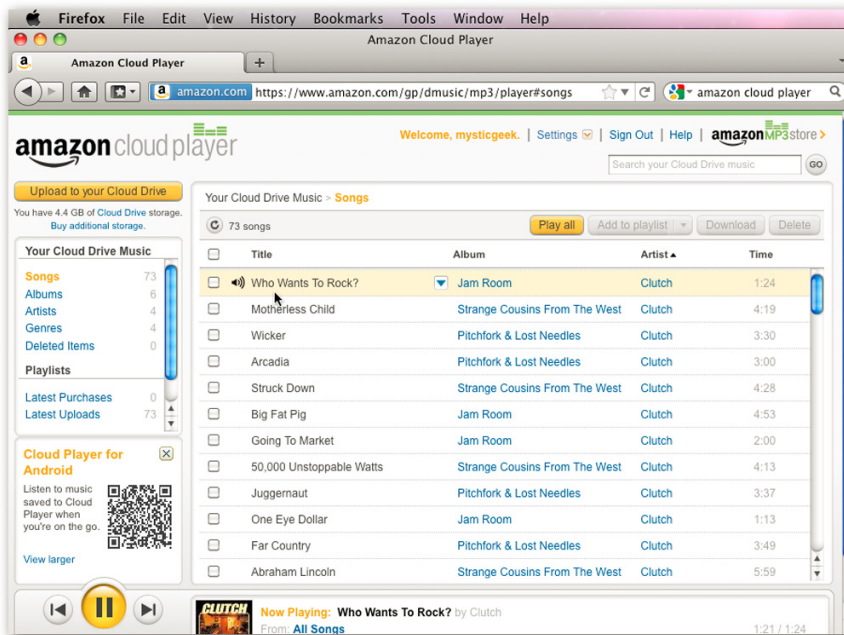 Firefox File Edit View History Bookmarks Tools Window Help
Amazon Cloud Player
a Amazon Cloud Player +
a amazon.com https://www.amazon.com/gp/dmusic/mp3/player#songs amazon cloud player
amazon cloud player
Welcome, mysticgeek. | Settings | Sign Out | Help | amazon MP3 store >
Search your Cloud Drive music GO
Upload to your Cloud Drive
You have 4.4 GB of Cloud Drive storage.
Buy additional storage.
Your Cloud Drive Music
Songs 73
Albums 6
Artists 4
Genres 4
Deleted Items 0
Playlists
Latest Purchases 0
Latest Uploads 73
Cloud Player for
Android
Listen to music
saved to Cloud
Player when
you're on the go.
View larger
Your Cloud Drive Music > Songs
73 songs Play all Add to playlist Download Delete
Title Album Artist Time
Who Wants To Rock? Jam Room Clutch 1:24
Motherless Child Strange Cousins From The West Clutch 4:19
Wicker Pitchfork & Lost Needles Clutch 3:30
Arcadia Pitchfork & Lost Needles Clutch 3:00
Struck Down Strange Cousins From The West Clutch 4:28
Big Fat Pig Jam Room Clutch 4:53
Going To Market Jam Room Clutch 2:00
50,000 Unstoppable Watts Strange Cousins From The West Clutch 4:13
Juggernaut Pitchfork & Lost Needles Clutch 3:37
One Eye Dollar Jam Room Clutch 1:13
Far Country Pitchfork & Lost Needles Clutch 3:49
Abraham Lincoln Strange Cousins From The West Clutch 5:59
CLUTCH
Now Playing: Who Wants To Rock? by Clutch
From: All Songs 1:21 / 1:24